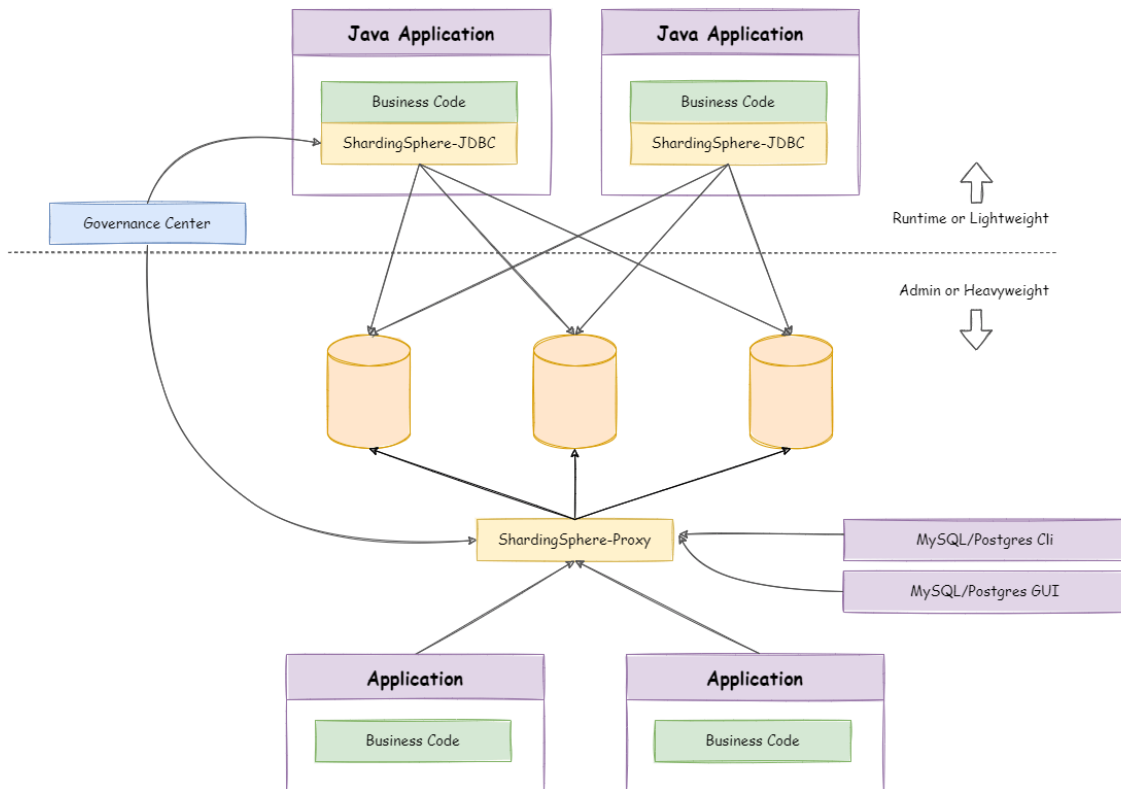 Java Application
Java Application
Business Code
Business Code
ShardingSphere-JDBC
ShardingSphere-JDBC
Governance Center
Runtime or Lightweight
Admin or Heavyweight
ShardingSphere-Proxy
MySQL/Postgres Cli
MySQL/Postgres GUI
Application
Application
Business Code
Business Code